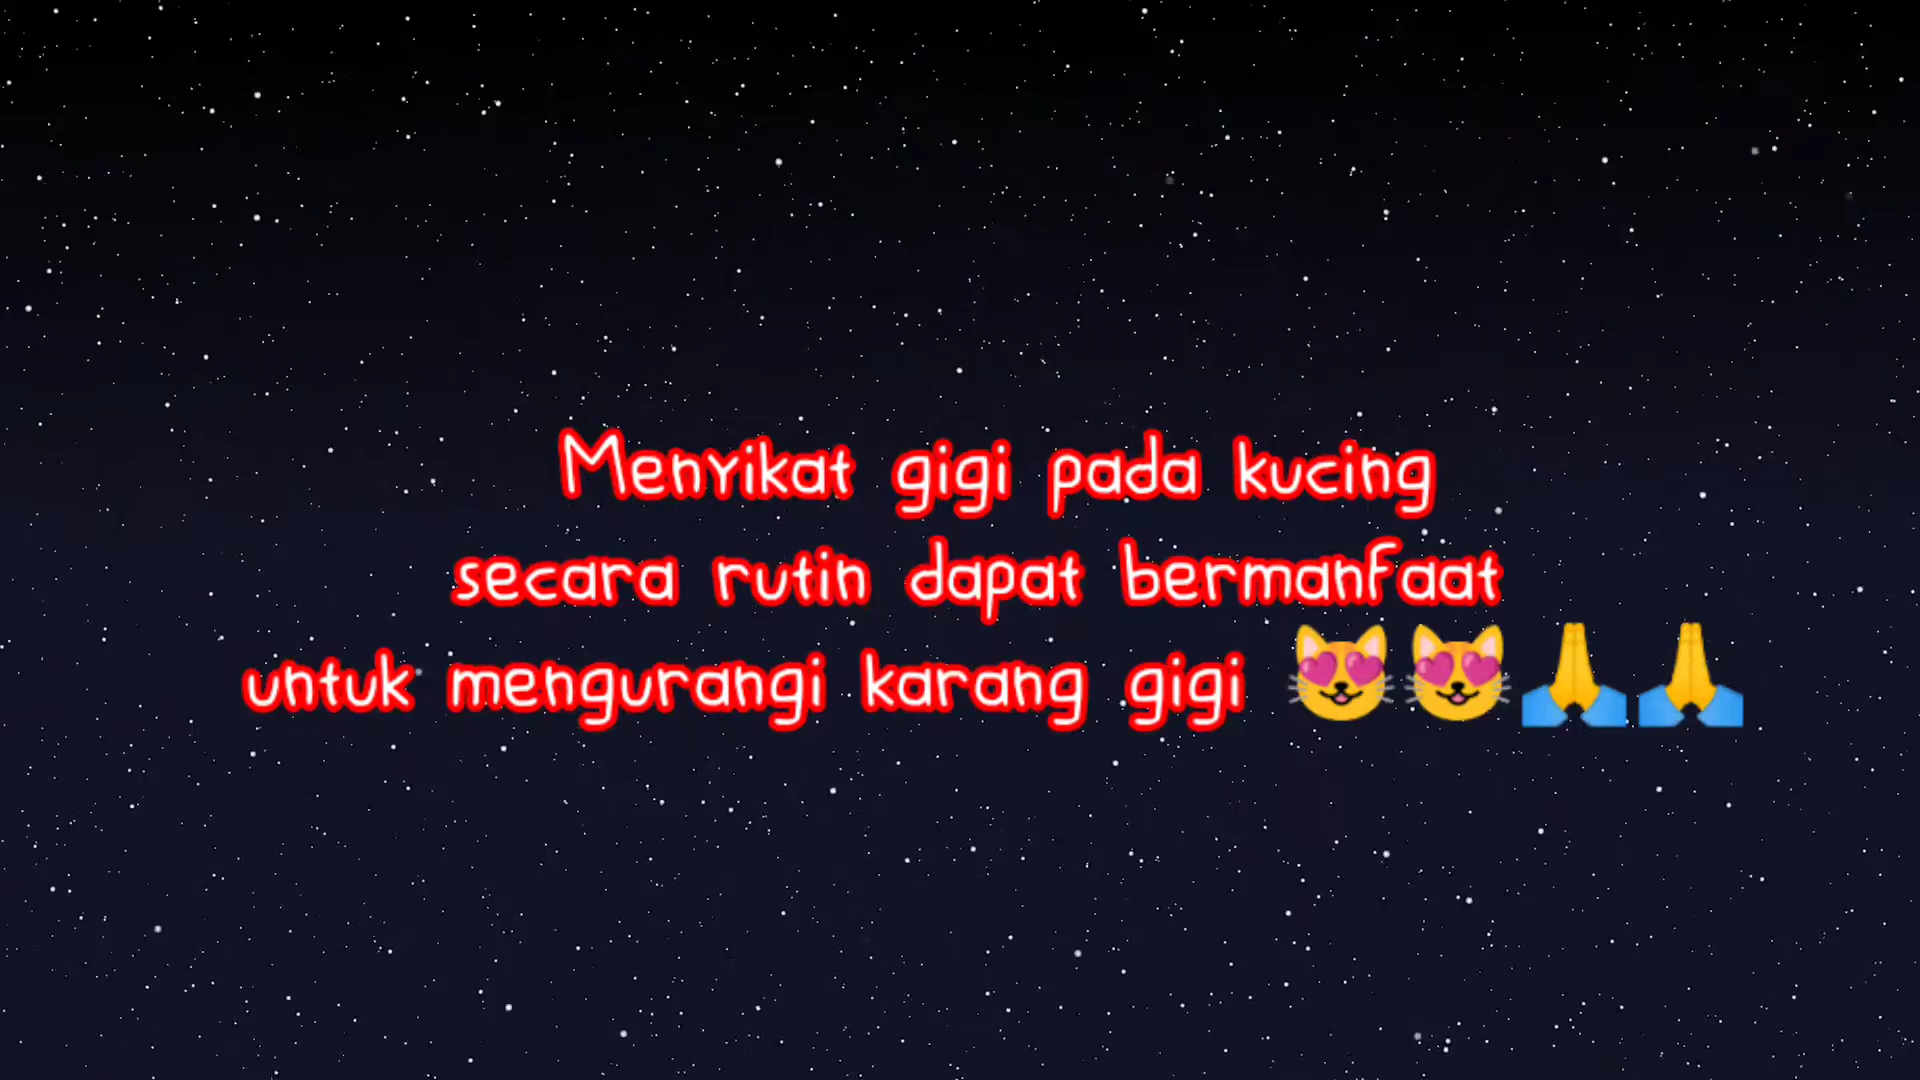 Menyikat gigi pada kucing
secara rutin dapat bermanfaat
untuk mengurangi karang gigi 😻😻🙏🙏